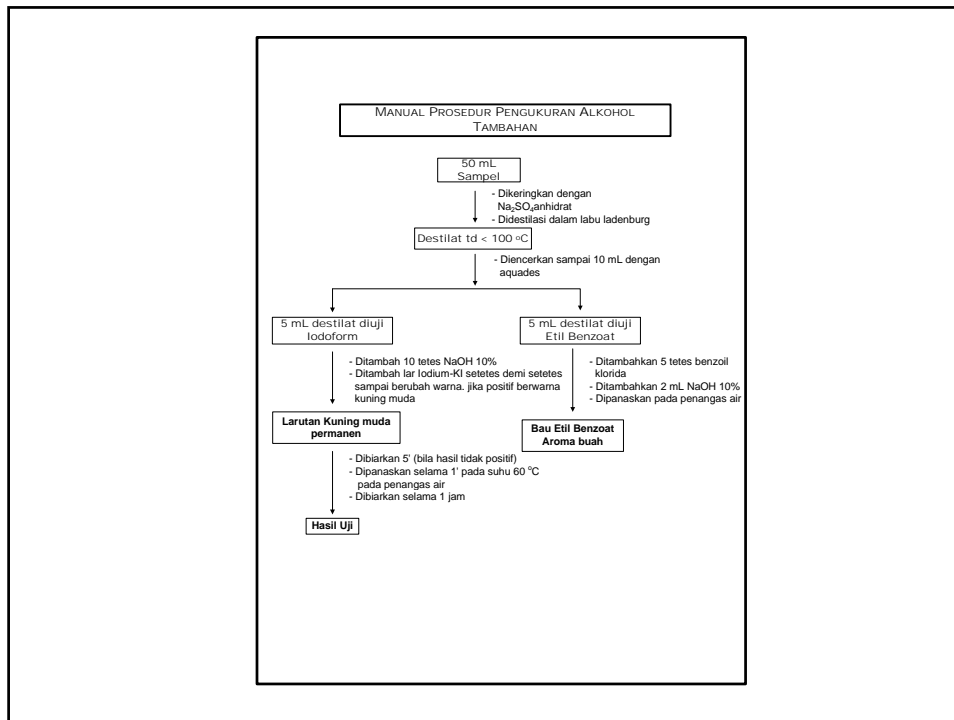 MANUAL PROSEDUR PENGUKURAN ALKOHOL
TAMBAHAN
50 mL
Sampel
- Dikeringkan dengan
Na₂SO₄anhidrat
- Didestilasi dalam labu ladenburg
Destilat td < 100 ᵒC
- Diencerkan sampai 10 mL dengan
aquades
5 mL destilat diuji
Iodoform
- Ditambah 10 tetes NaOH 10%
- Ditambah lar Iodium-KI setetes demi setetes
sampai berubah warna. jika positif berwarna
kuning muda
Larutan Kuning muda
permanen
- Dibiarkan 5' (bila hasil tidak positif)
- Dipanaskan selama 1' pada suhu 60 ᵒC
pada penangas air
- Dibiarkan selama 1 jam
Hasil Uji
5 mL destilat diuji
Etil Benzoat
- Ditambahkan 5 tetes benzoil
klorida
- Ditambahkan 2 mL NaOH 10%
- Dipanaskan pada penangas air
Bau Etil Benzoat
Aroma buah